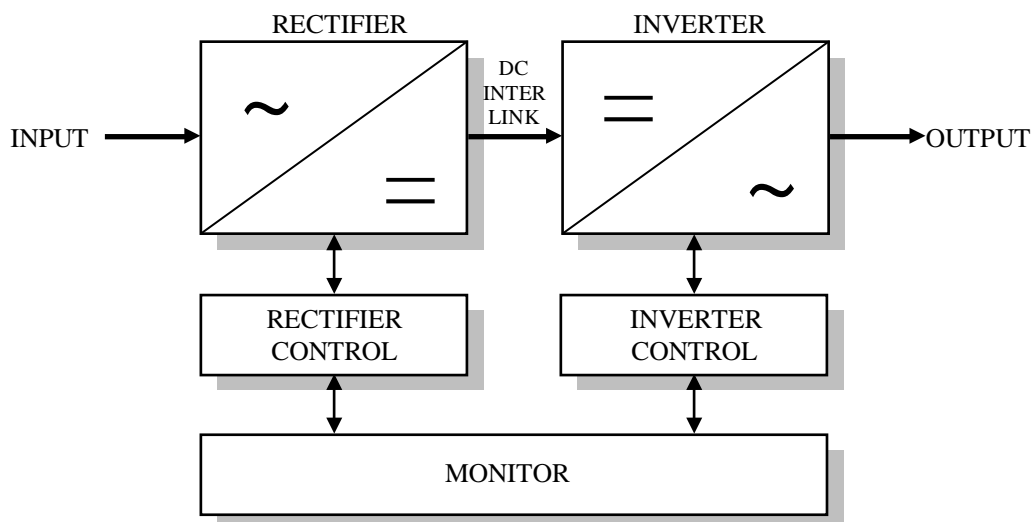 RECTIFIER
INVERTER
DC
INTER
LINK
~
=
=
~
INPUT
OUTPUT
RECTIFIER
CONTROL
INVERTER
CONTROL
MONITOR